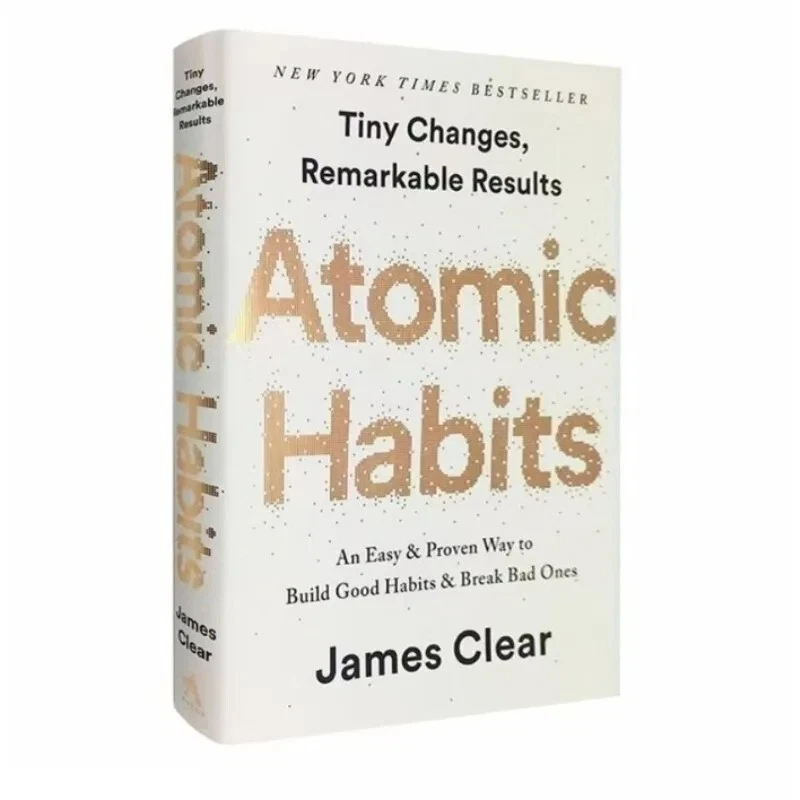 Tiny
Changes,
Remarkable
Results
Atomic Habits
James
Clear
NEW YORK TIMES BESTSELLER
Tiny Changes,
Remarkable Results
Atomic
Habits
An Easy & Proven Way to
Build Good Habits & Break Bad Ones
James Clear